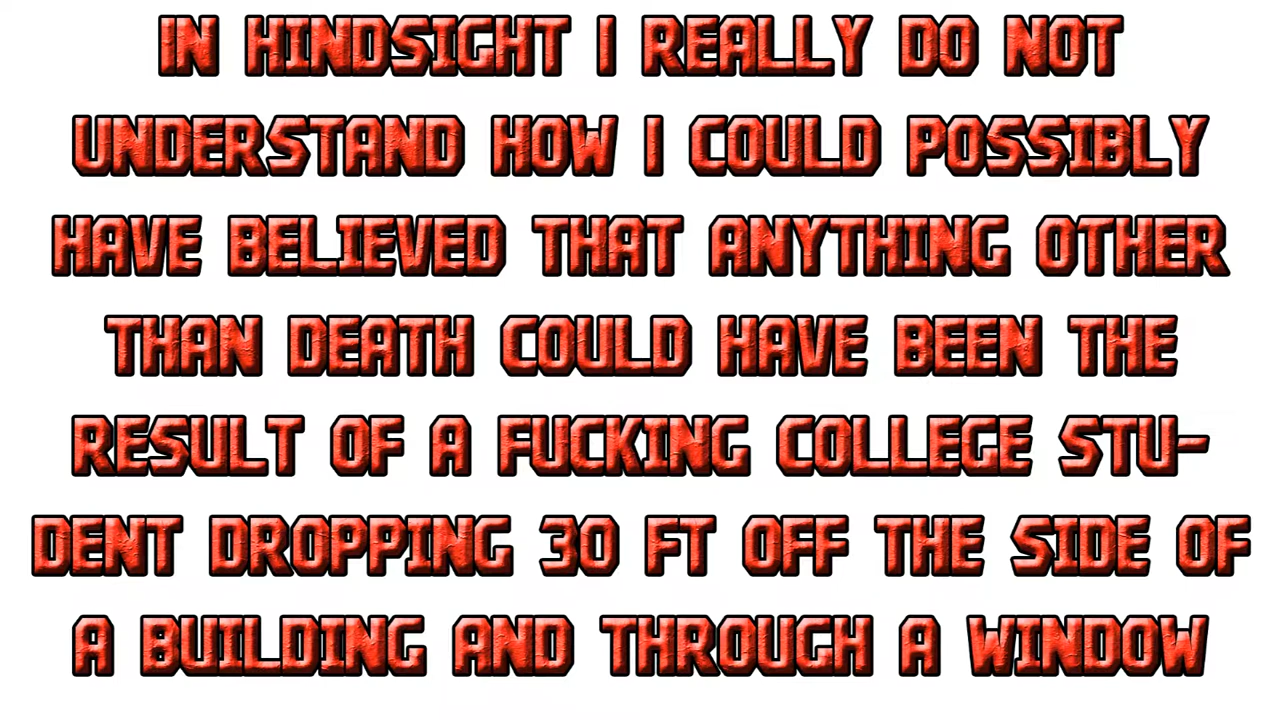 IN HINDSIGHT I REALLY DO NOT
UNDERSTAND HOW I COULD POSSIBLY
HAVE BELIEVED THAT ANYTHING OTHER
THAN DEATH COULD HAVE BEEN THE
RESULT OF A FUCKING COLLEGE STU-
DENT DROPPING 30 FT OFF THE SIDE OF
A BUILDING AND THROUGH A WINDOW